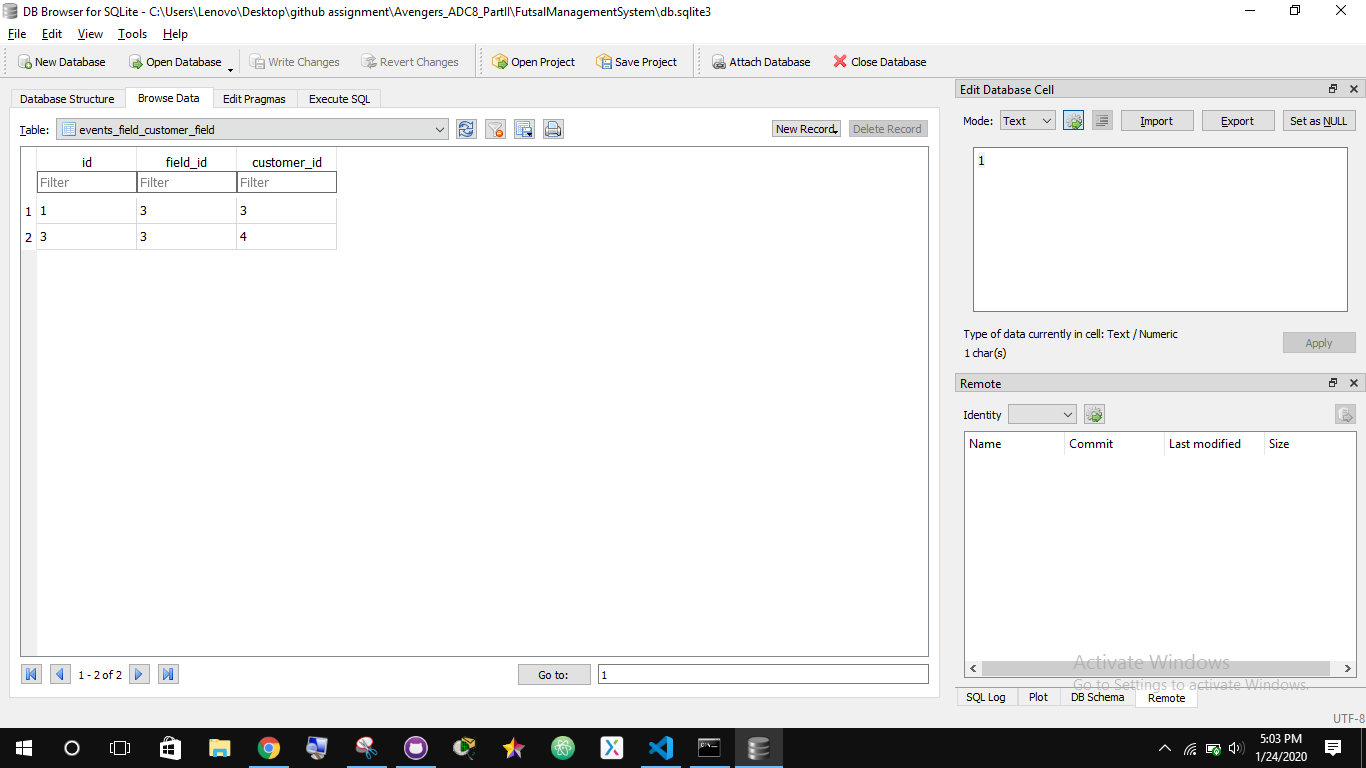 DB Browser for SQLite - C:\Users\Lenovo\Desktop\github assignment\Avengers_ADC8_PartII\FutsalManagementSystem\db.sqlite3
File Edit View Tools Help
New Database Open Database Write Changes Revert Changes Open Project Save Project Attach Database Close Database
Database Structure Browse Data Edit Pragmas Execute SQL
Table: events_field_customer_field New Record Delete Record
id field_id customer_id
Filter Filter Filter
1 1 3 3
2 3 3 4
1 - 2 of 2 Go to: 1
Edit Database Cell
Mode: Text Import Export Set as NULL
1
Type of data currently in cell: Text / Numeric
1 char(s)
Apply
Remote
Identity
Name Commit Last modified Size
Activate Windows
Go to Settings to activate Windows.
SQL Log Plot DB Schema Remote
UTF-8
5:03 PM
1/24/2020